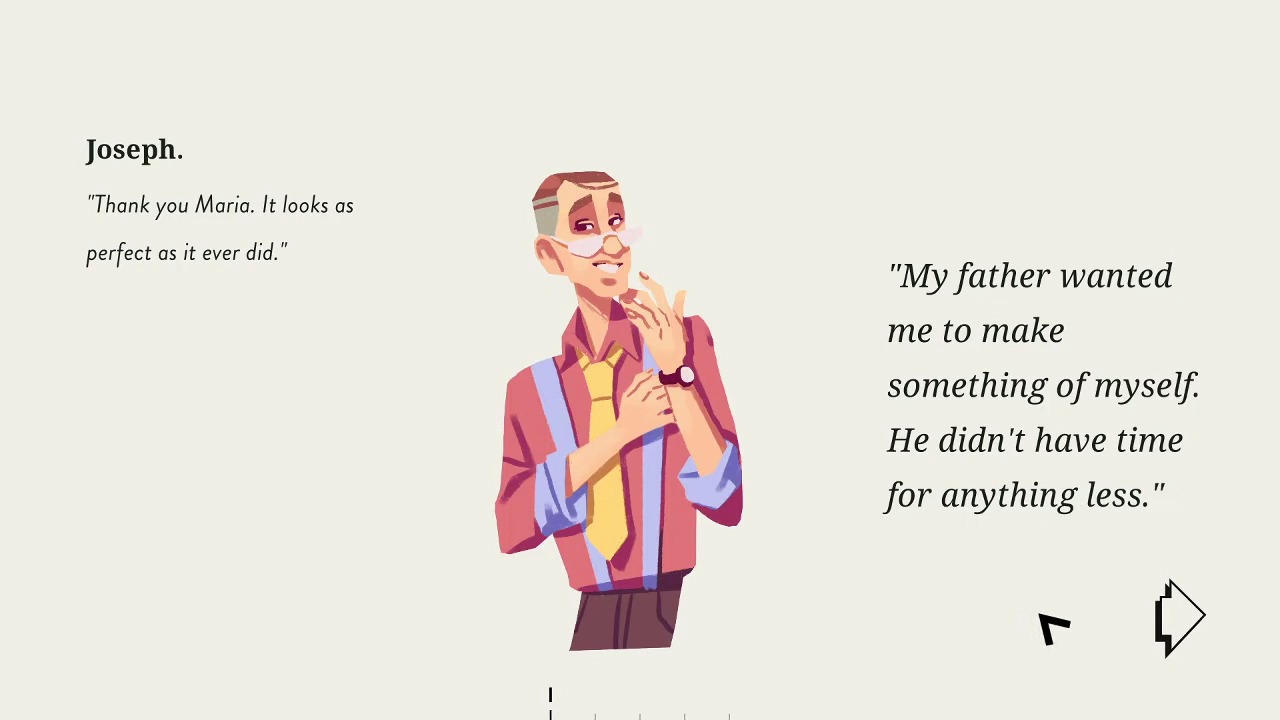 Joseph.
"Thank you Maria. It looks as
perfect as it ever did."
"My father wanted
me to make
something of myself.
He didn't have time
for anything less."